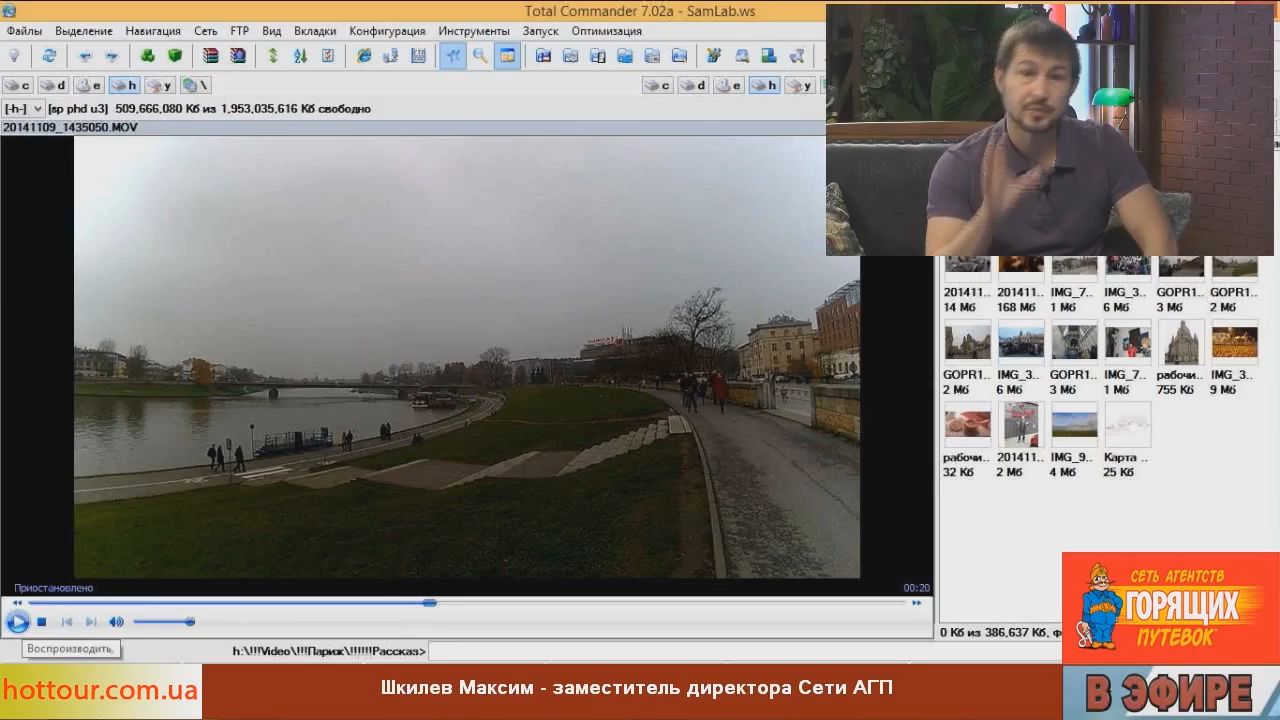 Total Commander 7.02a - SamLab.ws
Файлы Выделение Навигация Сеть FTP Вид Вкладки Конфигурация Инструменты Запуск Оптимизация
c d e h y \ c d e h y
[-h-] [sp phd u3] 509,666,080 Кб из 1,953,035,616 Кб свободно
20141109_1435050.MOV
201411.. 201411.. IMG_7.. IMG_3.. GOPR1.. GOPR1..
14 Мб 168 Мб 1 Мб 6 Мб 3 Мб 2 Мб
GOPR1.. IMG_3.. GOPR1.. IMG_7.. рабочи.. IMG_3..
2 Мб 6 Мб 3 Мб 1 Мб 755 Кб 9 Мб
рабочи.. 201411.. IMG_9.. Карта ..
32 Кб 2 Мб 4 Мб 25 Кб
Приостановлено 00:20
Воспроизводить,
0 Кб из 386,637 Кб, ф
h:\!!!Video\!!!Париж\!!!!!!Рассказ>
СЕТЬ АГЕНТСТВ
ГОРЯЩИХ
ПУТЕВОК
hottour.com.ua
Шкилев Максим - заместитель директора Сети АГП
В ЭФИРЕ